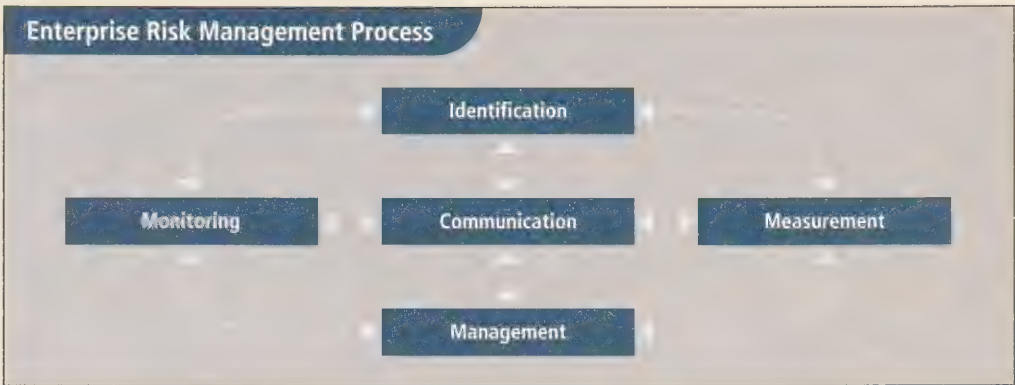 Enterprise Risk Management Process
Identification
Monitoring
Communication
Measurement
Management